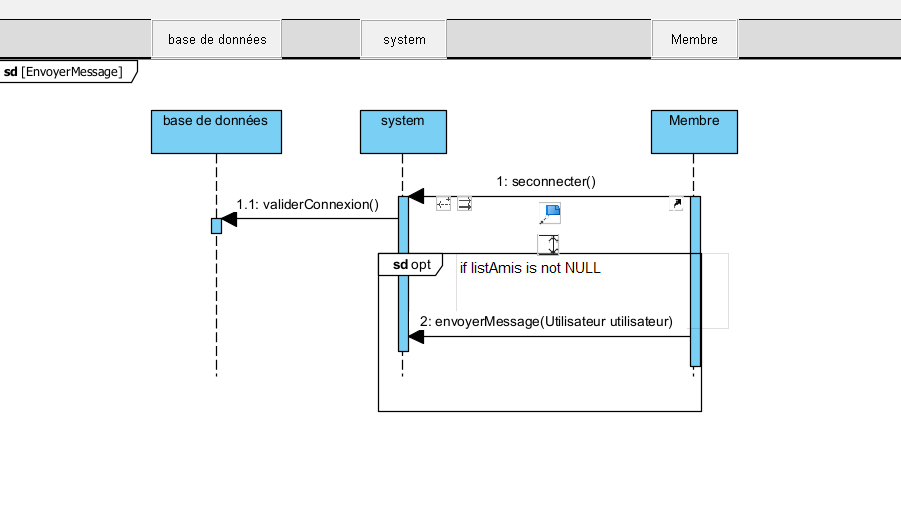 base de données
system
Membre
sd [EnvoyerMessage]
base de données
system
Membre
1: seconnecter()
1.1: validerConnexion()
sd opt
if listAmis is not NULL
2: envoyerMessage(Utilisateur utilisateur)